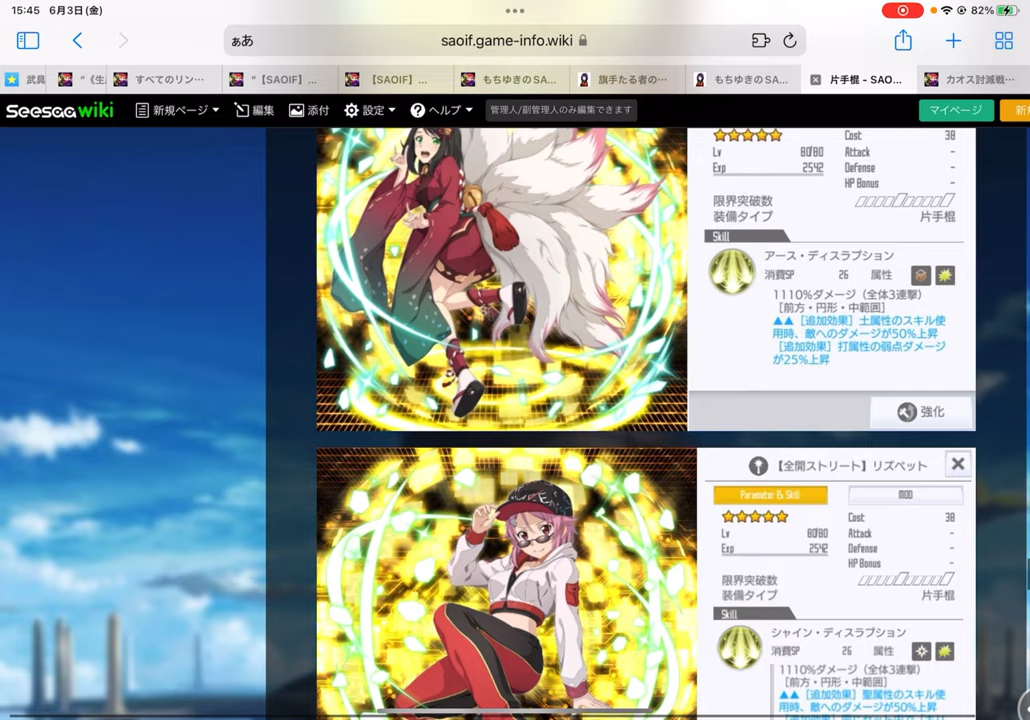 15:45 6月3日(金)
82%
ぁあ
saoif.game-info.wiki
武具
"《生
すべてのリン…
"【SAOIF】…
【SAOIF】…
もちゆきのSA…
旗手たる者の…
もちゆきのSA…
片手棍 - SAO…
カオス討滅戦…
Seesaa wiki
新規ページ
編集
添付
設定
ヘルプ
管理人/副管理人のみ編集できます
マイページ
新規
Cost 38
Lv 80/80
Attack -
Exp 2542
Defense -
HP Bonus -
限界突破数
装備タイプ 片手棍
Skill
アース・ディスラプション
消費SP 26 属性
1110%ダメージ（全体3連撃）
［前方・円形・中範囲］
▲▲［追加効果］土属性のスキル使
用時、敵へのダメージが50%上昇
［追加効果］打属性の弱点ダメージ
が25%上昇
強化
【全開ストリート】リズベット
Parameter & Skill
MOD
Cost 38
Lv 80/80
Attack -
Exp 2542
Defense -
HP Bonus -
限界突破数
装備タイプ 片手棍
Skill
シャイン・ディスラプション
消費SP 26 属性
1110%ダメージ（全体3連撃）
［前方・円形・中範囲］
▲▲［追加効果］聖属性のスキル使
用時、敵へのダメージが50%上昇